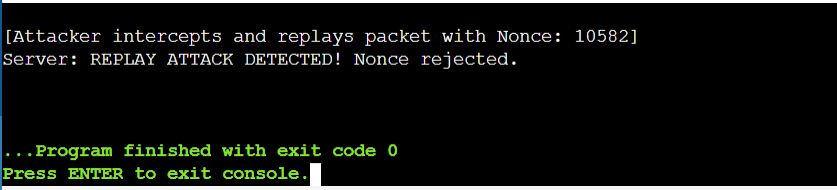 [Attacker intercepts and replays packet with Nonce: 10582]
Server: REPLAY ATTACK DETECTED! Nonce rejected.
...Program finished with exit code 0
Press ENTER to exit console.